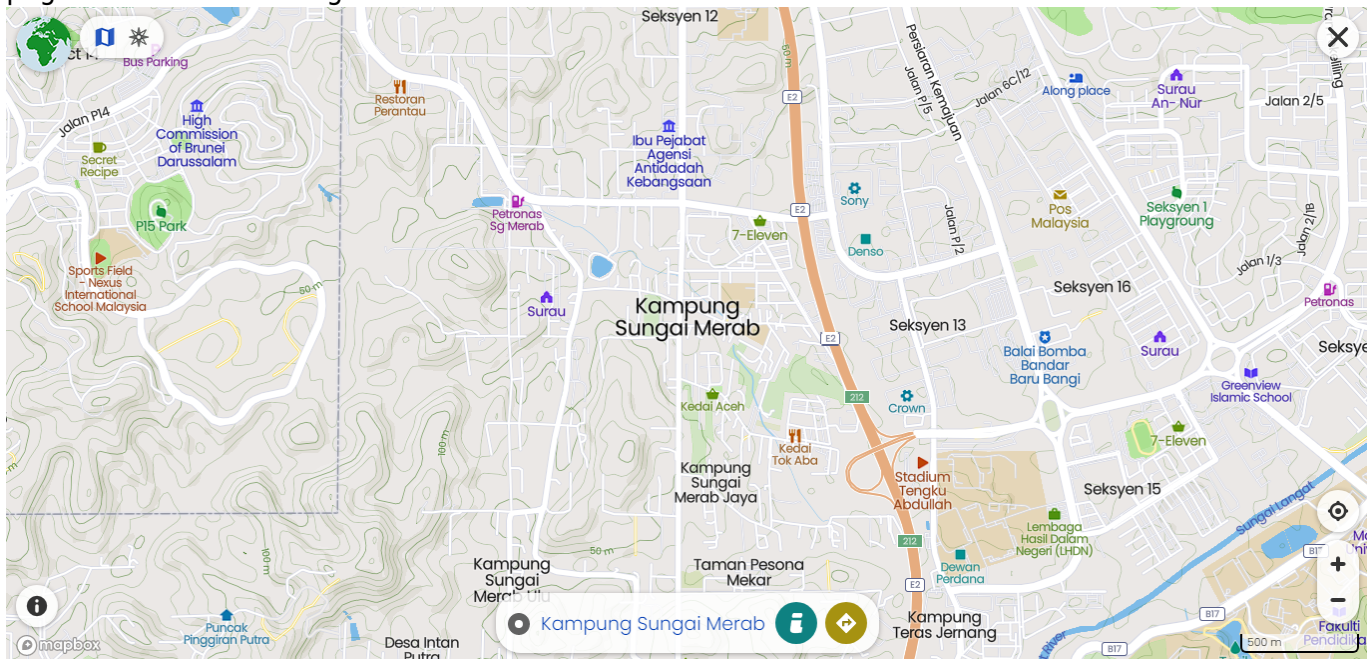 Seksyen 12
Bus Parking
Jalan P14
High
Commission
of Brunei
Darussalam
Secret
Recipe
P15 Park
Sports Field
- Nexus
International
School Malaysia
50 m
Restoran
Perantau
Petronas
Sg Merab
Ibu Pejabat
Agensi
Antidadah
Kebangsaan
50 m
E2
E2
7-Eleven
Sony
Denso
Persiaran Kemajuan
Jalan P/5
Jalan 6C/12
Jalan P/2
Along place
Surau
An- Nur
Jalan 2/5
Pos
Malaysia
Seksyen 1
Playgroung
Jalan 2/1B
Jalan 1/3
Petronas
Seksyen 16
Surau
Kampung
Sungai Merab
E2
Seksyen 13
Balai Bomba
Bandar
Baru Bangi
Surau
Greenview
Islamic School
212
Crown
Kedai Aceh
Kedai
Tok Aba
100 m
7-Eleven
Kampung
Sungai
Merab Jaya
Stadium
Tengku
Abdullah
Seksyen 15
Lembaga
Hasil Dalam
Negeri (LHDN)
Sungai Langat
212
50 m
100 m
Kampung
Sungai
Merab Ulu
Taman Pesona
Mekar
Dewan
Perdana
E2
B17
B17
Puncak
Pinggiran Putra
Kampung Sungai Merab
Kampung
Teras Jernang
Desa Intan
Putra
River
Fakulti
500 m
mapbox